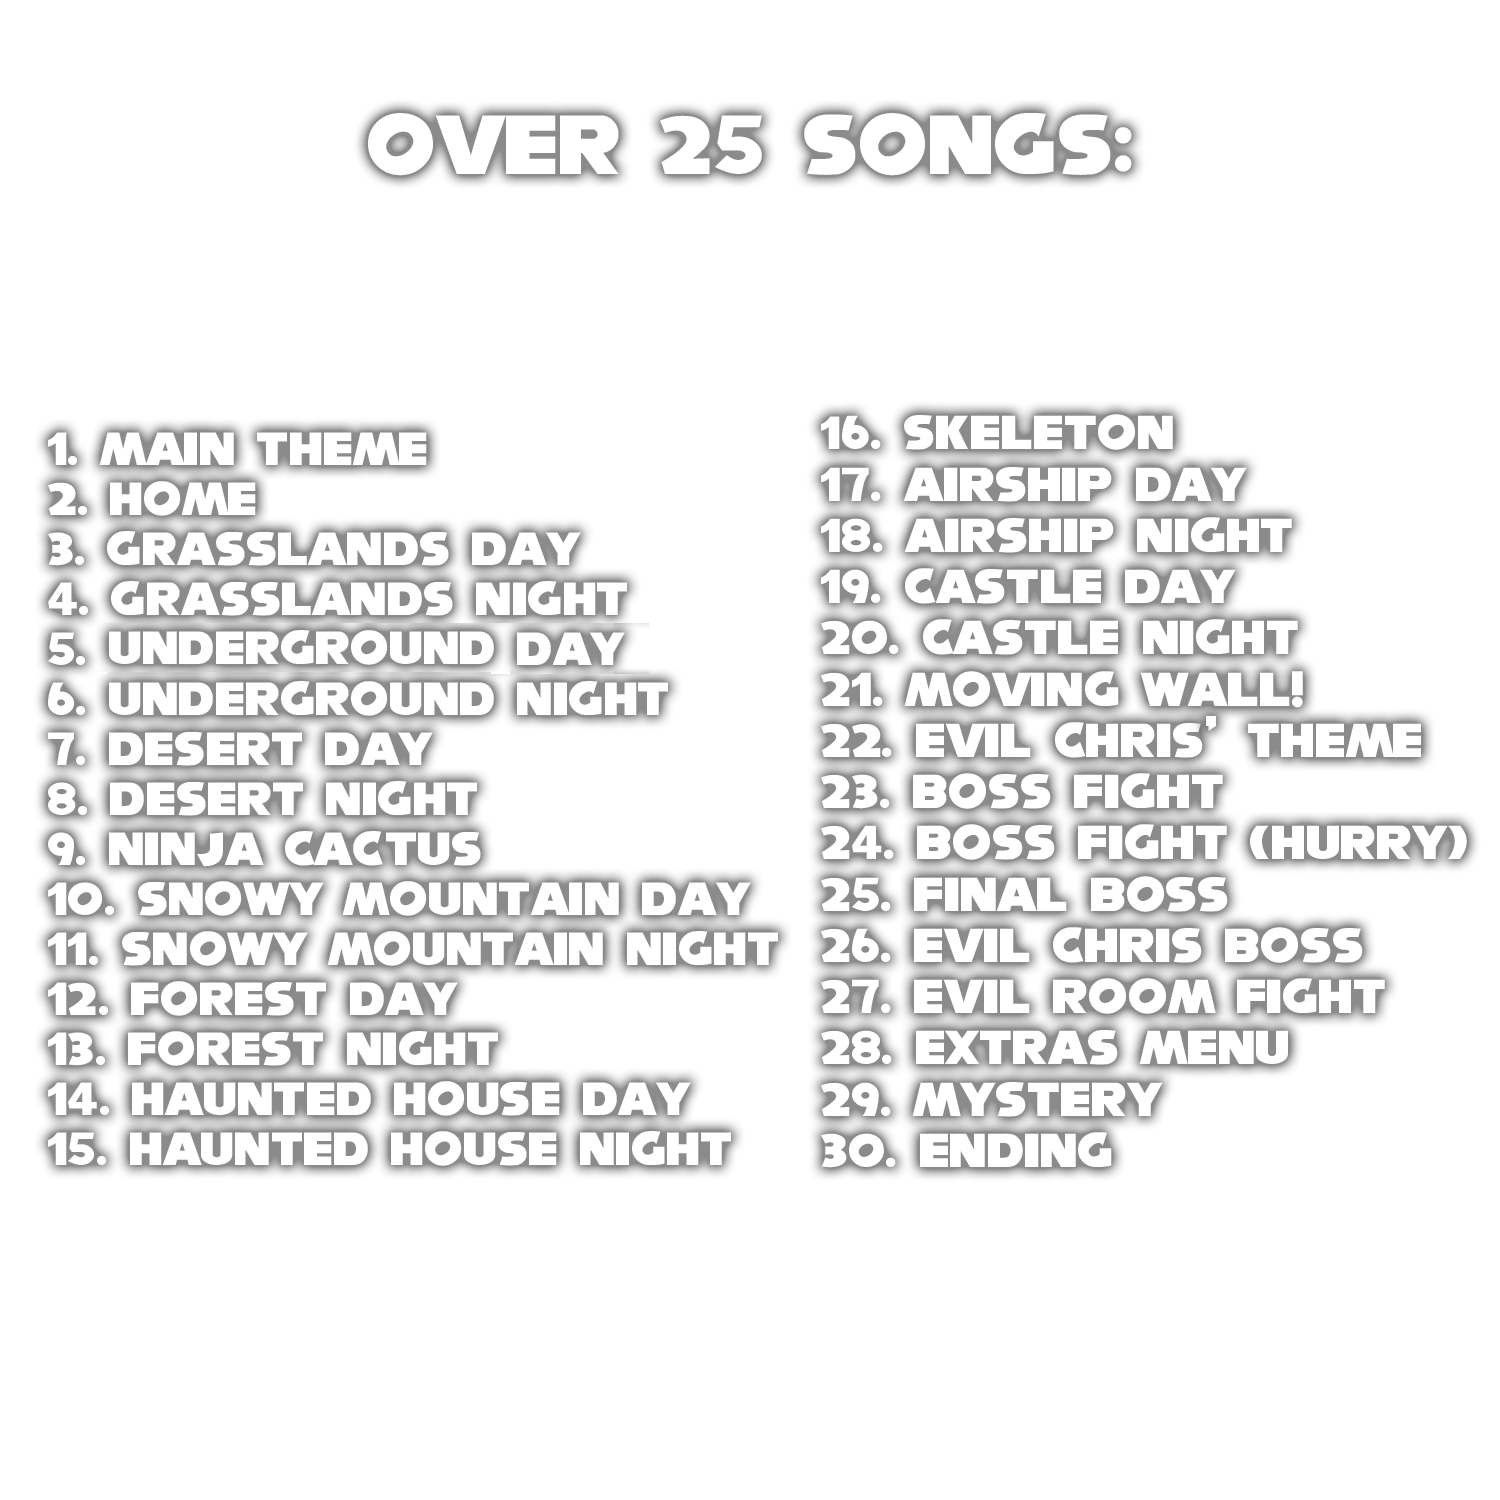 OVER 25 SONGS:
1. MAIN THEME
2. HOME
3. GRASSLANDS DAY
4. GRASSLANDS NIGHT
5. UNDERGROUND DAY
6. UNDERGROUND NIGHT
7. DESERT DAY
8. DESERT NIGHT
9. NINJA CACTUS
10. SNOWY MOUNTAIN DAY
11. SNOWY MOUNTAIN NIGHT
12. FOREST DAY
13. FOREST NIGHT
14. HAUNTED HOUSE DAY
15. HAUNTED HOUSE NIGHT
16. SKELETON
17. AIRSHIP DAY
18. AIRSHIP NIGHT
19. CASTLE DAY
20. CASTLE NIGHT
21. MOVING WALL!
22. EVIL CHRIS' THEME
23. BOSS FIGHT
24. BOSS FIGHT (HURRY)
25. FINAL BOSS
26. EVIL CHRIS BOSS
27. EVIL ROOM FIGHT
28. EXTRAS MENU
29. MYSTERY
30. ENDING